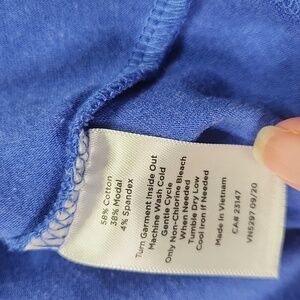 58% Cotton
38% Modal
4% Spandex
Turn Garment Inside Out
Machine Wash Cold
Gentle Cycle
Only Non-Chlorine Bleach
When Needed
Tumble Dry Low
Cool Iron If Needed
Made in Vietnam
CA# 23147
VN5297 09/20